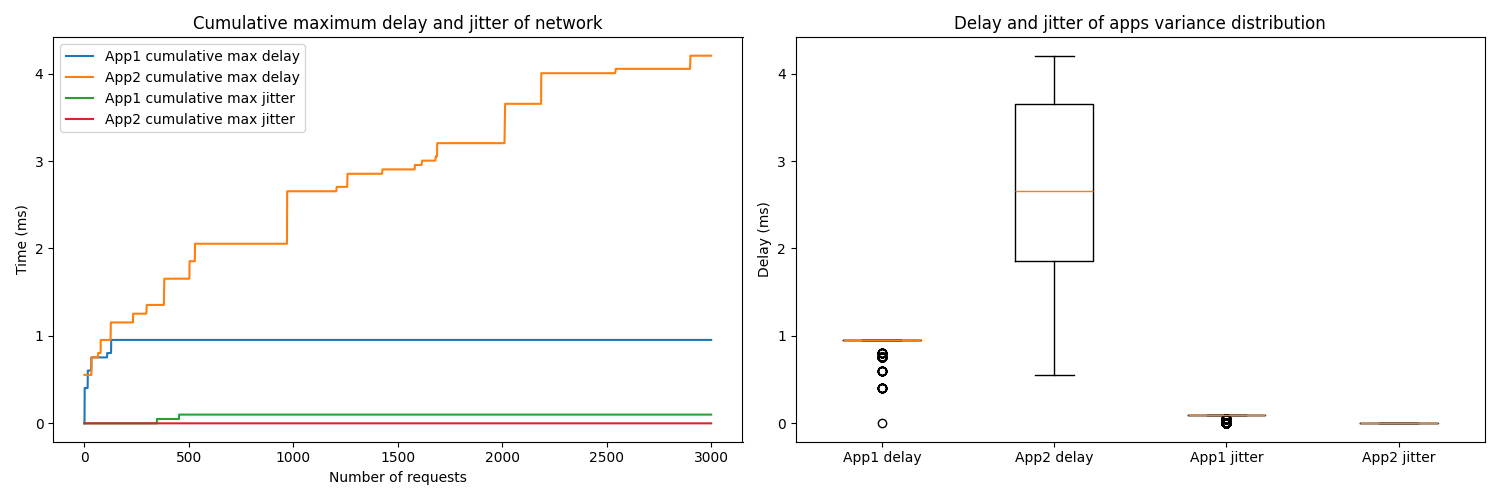 Cumulative maximum delay and jitter of network
App1 cumulative max delay
App2 cumulative max delay
App1 cumulative max jitter
App2 cumulative max jitter
Time (ms)
4
3
2
1
0
0 500 1000 1500 2000 2500 3000
Number of requests
Delay and jitter of apps variance distribution
Delay (ms)
4
3
2
1
0
App1 delay App2 delay App1 jitter App2 jitter